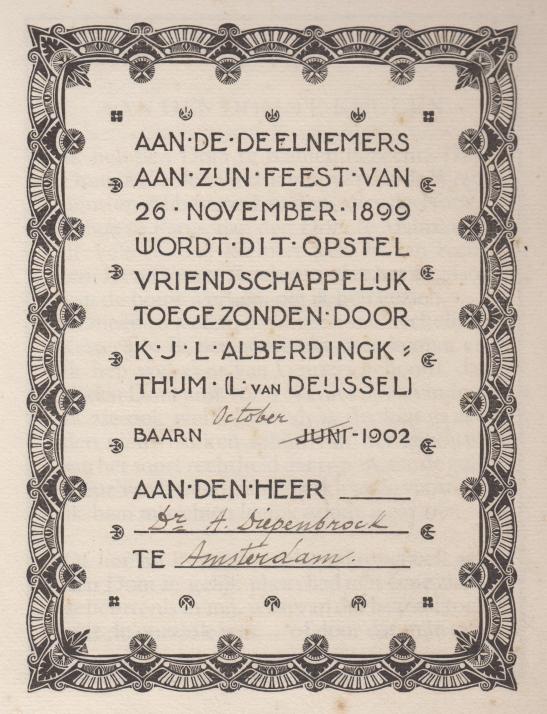 AAN·DE·DEELNEMERS
AAN·ZIJN·FEEST·VAN
26·NOVEMBER·1899
WORDT·DIT·OPSTEL
VRIENDSCHAPPELIJK
TOEGEZONDEN·DOOR
K·J·L·ALBERDINGK=
THIJM·(L·VAN DEIJSSEL)
October
BAARN JUNI-1902
AAN·DEN·HEER
Dr A. Diepenbrock
TE Amsterdam.